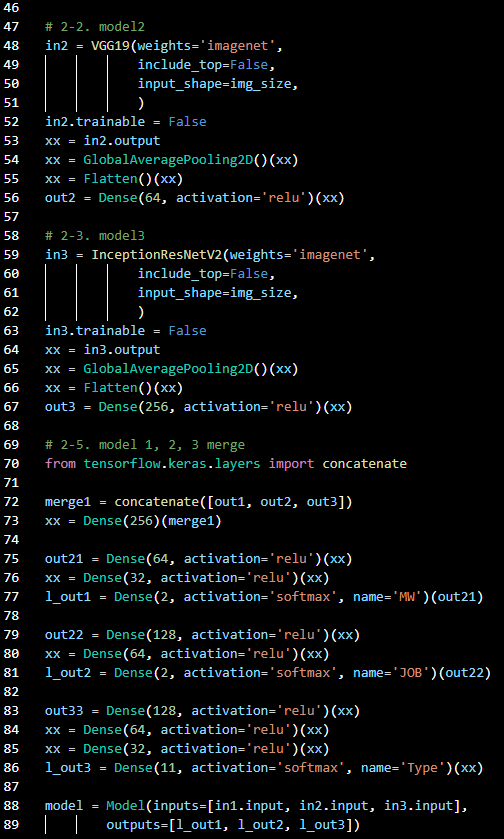 46
47 # 2-2. model2
48 in2 = VGG19(weights='imagenet',
49 include_top=False,
50 input_shape=img_size,
51 )
52 in2.trainable = False
53 xx = in2.output
54 xx = GlobalAveragePooling2D()(xx)
55 xx = Flatten()(xx)
56 out2 = Dense(64, activation='relu')(xx)
57
58 # 2-3. model3
59 in3 = InceptionResNetV2(weights='imagenet',
60 include_top=False,
61 input_shape=img_size,
62 )
63 in3.trainable = False
64 xx = in3.output
65 xx = GlobalAveragePooling2D()(xx)
66 xx = Flatten()(xx)
67 out3 = Dense(256, activation='relu')(xx)
68
69 # 2-5. model 1, 2, 3 merge
70 from tensorflow.keras.layers import concatenate
71
72 merge1 = concatenate([out1, out2, out3])
73 xx = Dense(256)(merge1)
74
75 out21 = Dense(64, activation='relu')(xx)
76 xx = Dense(32, activation='relu')(xx)
77 l_out1 = Dense(2, activation='softmax', name='MW')(out21)
78
79 out22 = Dense(128, activation='relu')(xx)
80 xx = Dense(64, activation='relu')(xx)
81 l_out2 = Dense(2, activation='softmax', name='JOB')(out22)
82
83 out33 = Dense(128, activation='relu')(xx)
84 xx = Dense(64, activation='relu')(xx)
85 xx = Dense(32, activation='relu')(xx)
86 l_out3 = Dense(11, activation='softmax', name='Type')(xx)
87
88 model = Model(inputs=[in1.input, in2.input, in3.input],
89 outputs=[l_out1, l_out2, l_out3])